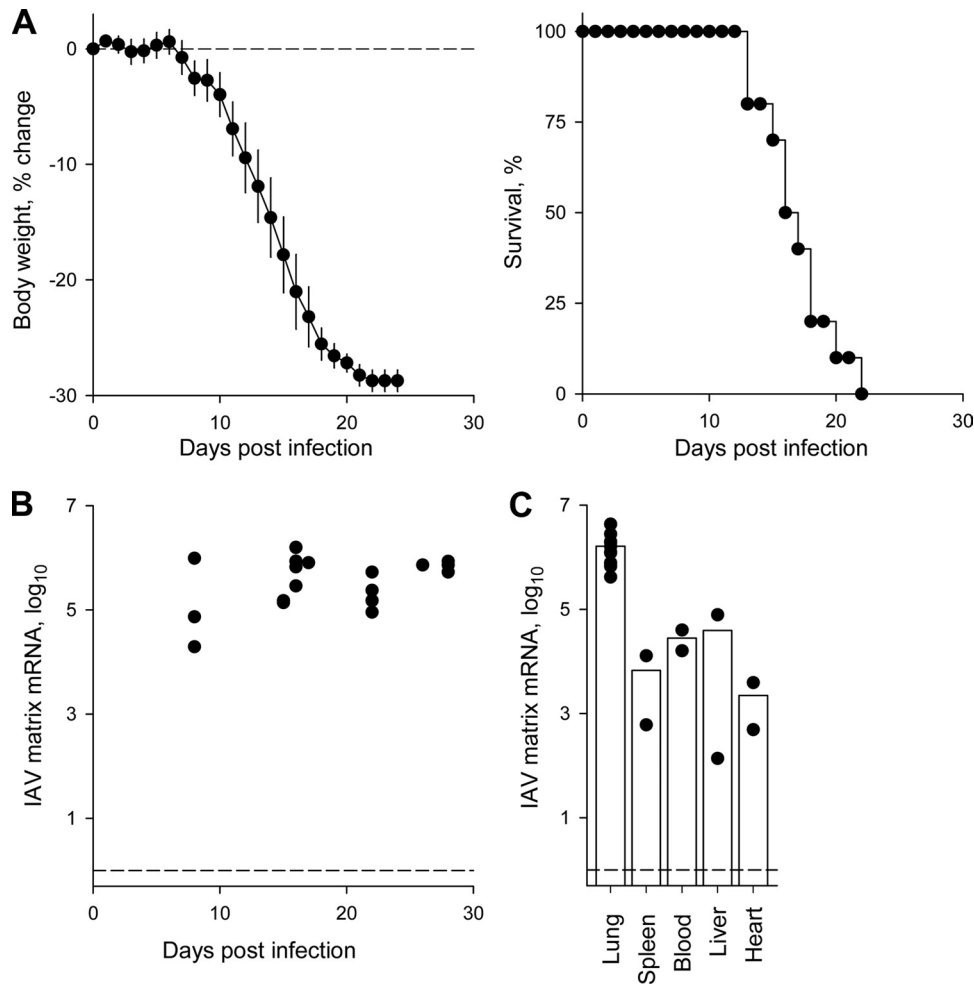 A
Body weight, % change
0
-10
-20
-30
0 10 20 30
Days post infection
Survival, %
100
75
50
25
0
0 10 20 30
Days post infection
B
IAV matrix mRNA, log10
7
5
3
1
0 10 20 30
Days post infection
C
IAV matrix mRNA, log10
7
5
3
1
Lung
Spleen
Blood
Liver
Heart